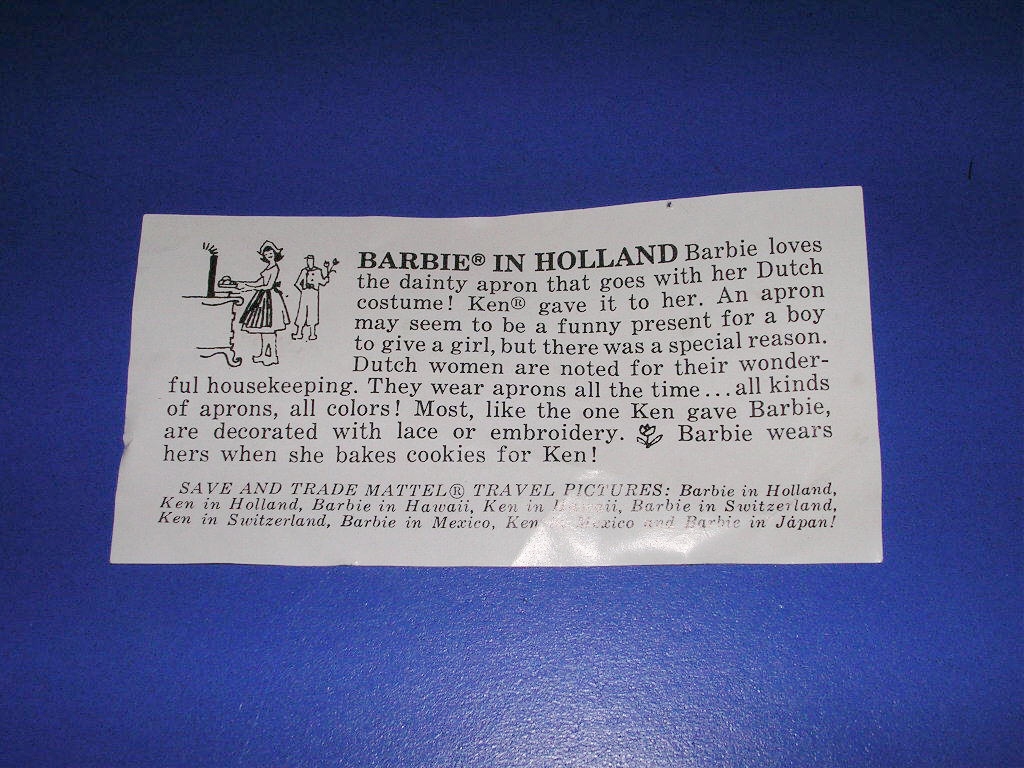 BARBIE® IN HOLLAND Barbie loves
the dainty apron that goes with her Dutch
costume! Ken® gave it to her. An apron
may seem to be a funny present for a boy
to give a girl, but there was a special reason.
Dutch women are noted for their wonder-
ful housekeeping. They wear aprons all the time...all kinds
of aprons, all colors! Most, like the one Ken gave Barbie,
are decorated with lace or embroidery. Barbie wears
hers when she bakes cookies for Ken!
SAVE AND TRADE MATTEL® TRAVEL PICTURES: Barbie in Holland,
Ken in Holland, Barbie in Hawaii, Ken in Hawaii, Barbie in Switzerland,
Ken in Switzerland, Barbie in Mexico, Ken in Mexico and Barbie in Japan!